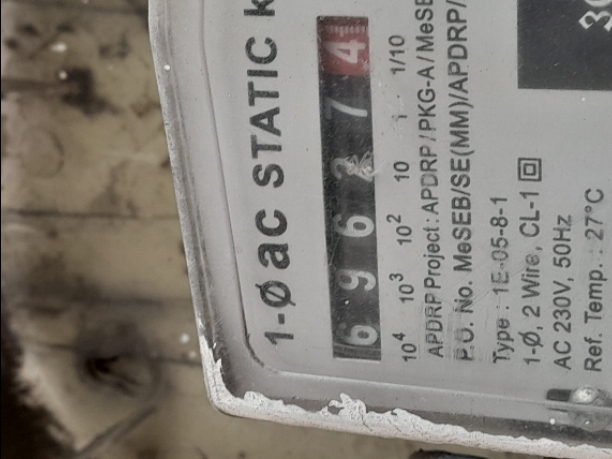 1-Ø ac STATIC k
6 9 6 3 7 4
10⁴ 10³ 10² 10 1 1/10
APDRP Project: APDRP/PKG-A/MeSE
P.O. No. MeSEB/SE(MM)/APDRP/
Type : 1E-05-8-1
1-Ø, 2 Wire, CL-1
AC 230V, 50Hz
Ref. Temp. : 27°C